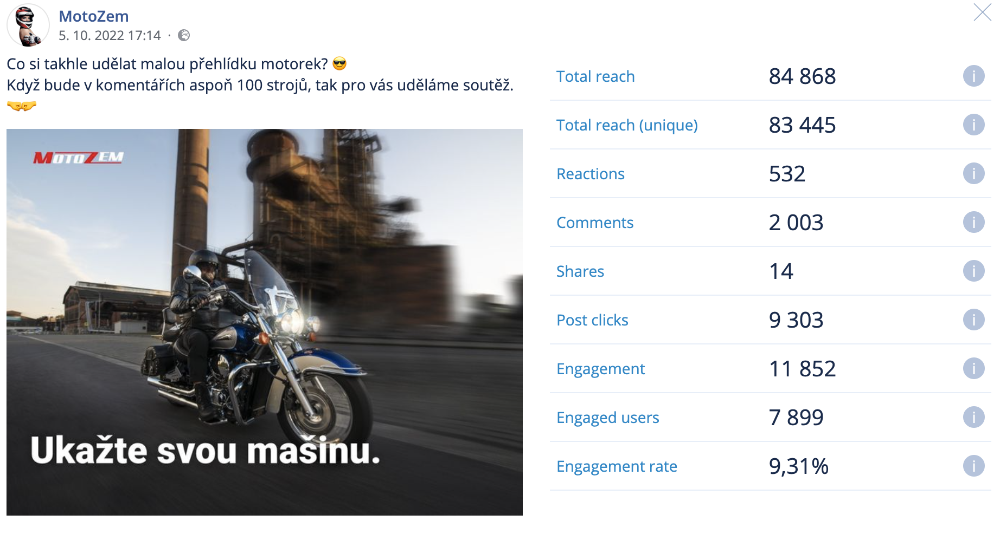 MotoZem
5. 10. 2022 17:14 ·
Co si takhle udělat malou přehlídku motorek? 😎
Když bude v komentářích aspoň 100 strojů, tak pro vás uděláme soutěž.
🤜🤛
MOTOZEM
Ukažte svou mašinu.
Total reach 84 868 i
Total reach (unique) 83 445 i
Reactions 532 i
Comments 2 003 i
Shares 14 i
Post clicks 9 303 i
Engagement 11 852 i
Engaged users 7 899 i
Engagement rate 9,31% i